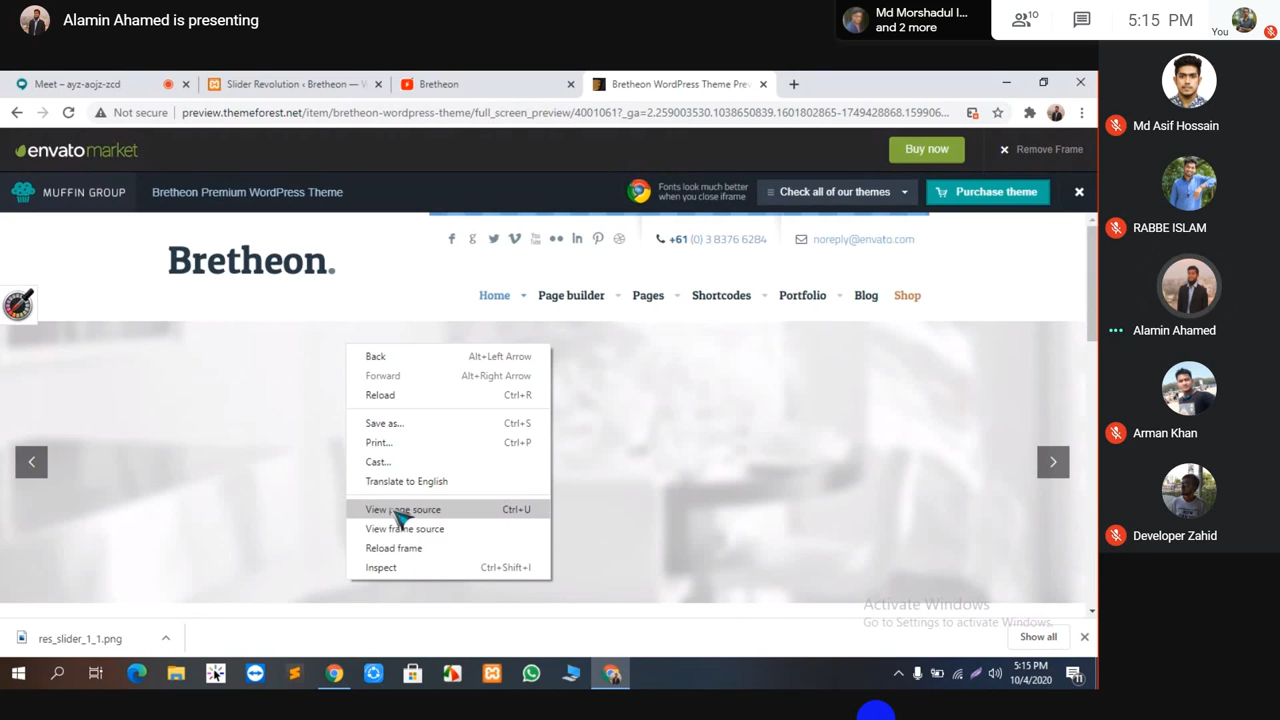 Alamin Ahamed is presenting
Md Morshadul I...
and 2 more
10
5:15 PM
You
Meet – ayz-aojz-zcd
Slider Revolution ‹ Bretheon — W
Bretheon
Bretheon WordPress Theme Prev
Not secure
preview.themeforest.net/item/bretheon-wordpress-theme/full_screen_preview/4001061?_ga=2.259003530.1038650839.1601802865-1749428868.159906...
envatomarket
Buy now
Remove Frame
MUFFIN GROUP
Bretheon Premium WordPress Theme
Fonts look much better
when you close iframe
Check all of our themes
Purchase theme
+61 (0) 3 8376 6284
noreply@envato.com
Bretheon.
Home
Page builder
Pages
Shortcodes
Portfolio
Blog
Shop
Back Alt+Left Arrow
Forward Alt+Right Arrow
Reload Ctrl+R
Save as... Ctrl+S
Print... Ctrl+P
Cast...
Translate to English
View page source Ctrl+U
View frame source
Reload frame
Inspect Ctrl+Shift+I
Activate Windows
Go to Settings to activate Windows.
res_slider_1_1.png
Show all
5:15 PM
10/4/2020
11
Md Asif Hossain
RABBE ISLAM
Alamin Ahamed
Arman Khan
Developer Zahid